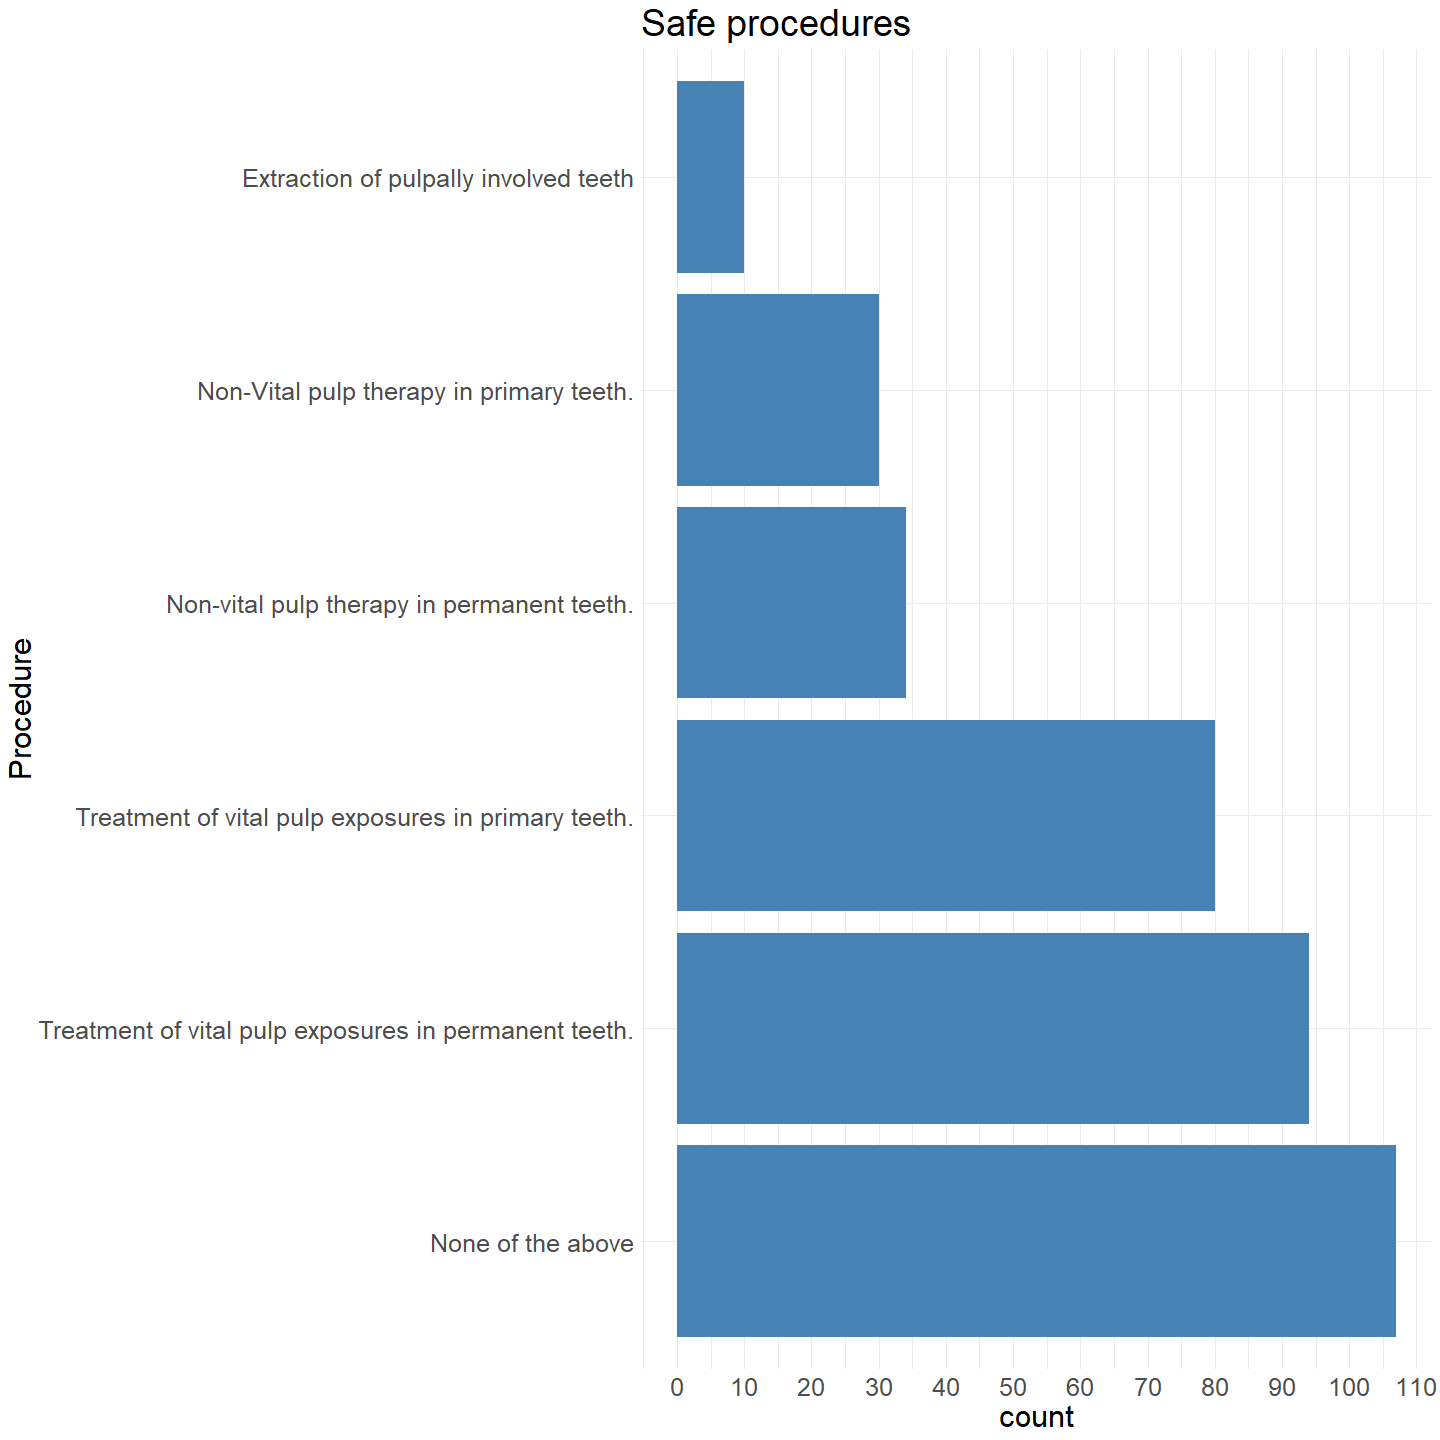 Safe procedures
Procedure
Extraction of pulpally involved teeth
Non-Vital pulp therapy in primary teeth.
Non-vital pulp therapy in permanent teeth.
Treatment of vital pulp exposures in primary teeth.
Treatment of vital pulp exposures in permanent teeth.
None of the above
0 10 20 30 40 50 60 70 80 90 100 110
count